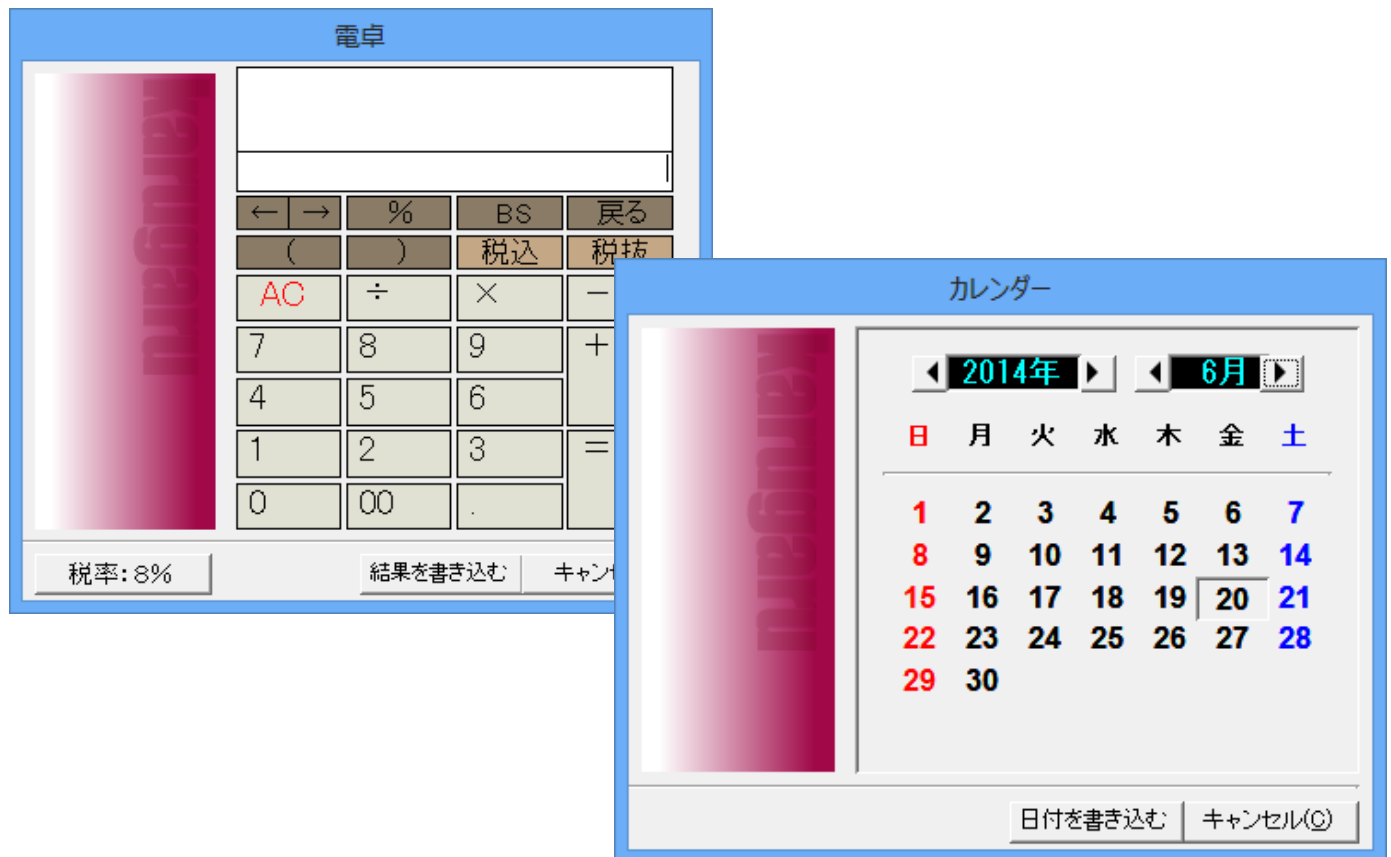 電卓
karugaru
← → % BS 戻る
( ) 税込 税抜
AC ÷ × −
7 8 9 +
4 5 6
1 2 3 =
0 00 .
税率:8% 結果を書き込む キャンセ
カレンダー
karugaru
2014年 6月
日 月 火 水 木 金 土
1 2 3 4 5 6 7
8 9 10 11 12 13 14
15 16 17 18 19 20 21
22 23 24 25 26 27 28
29 30
日付を書き込む キャンセル(C)